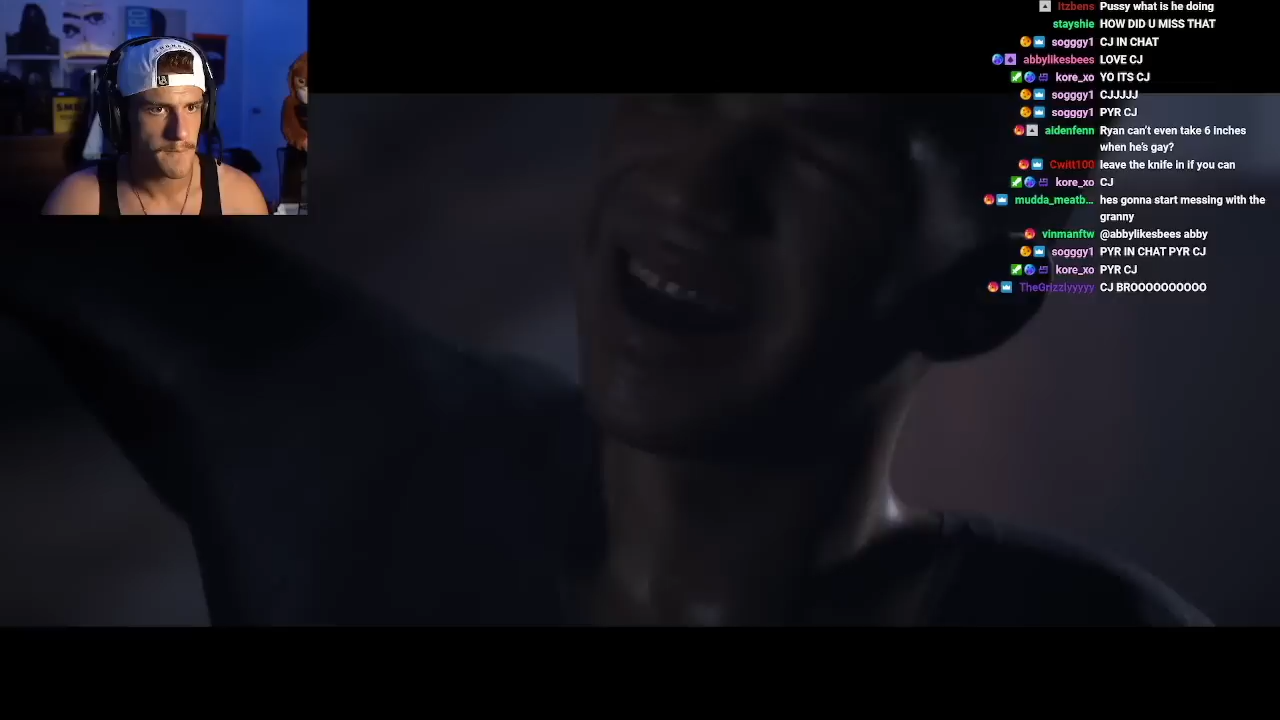 Itzbens Pussy what is he doing
stayshie HOW DID U MISS THAT
sogggy1 CJ IN CHAT
abbylikesbees LOVE CJ
kore_xo YO ITS CJ
sogggy1 CJJJJJ
sogggy1 PYR CJ
aidenfenn Ryan can't even take 6 inches
when he's gay?
Cwitt100 leave the knife in if you can
kore_xo CJ
mudda_meatb... hes gonna start messing with the
granny
vinmanftw @abbylikesbees abby
sogggy1 PYR IN CHAT PYR CJ
kore_xo PYR CJ
TheGrizzlyyyyy CJ BROOOOOOOOOO